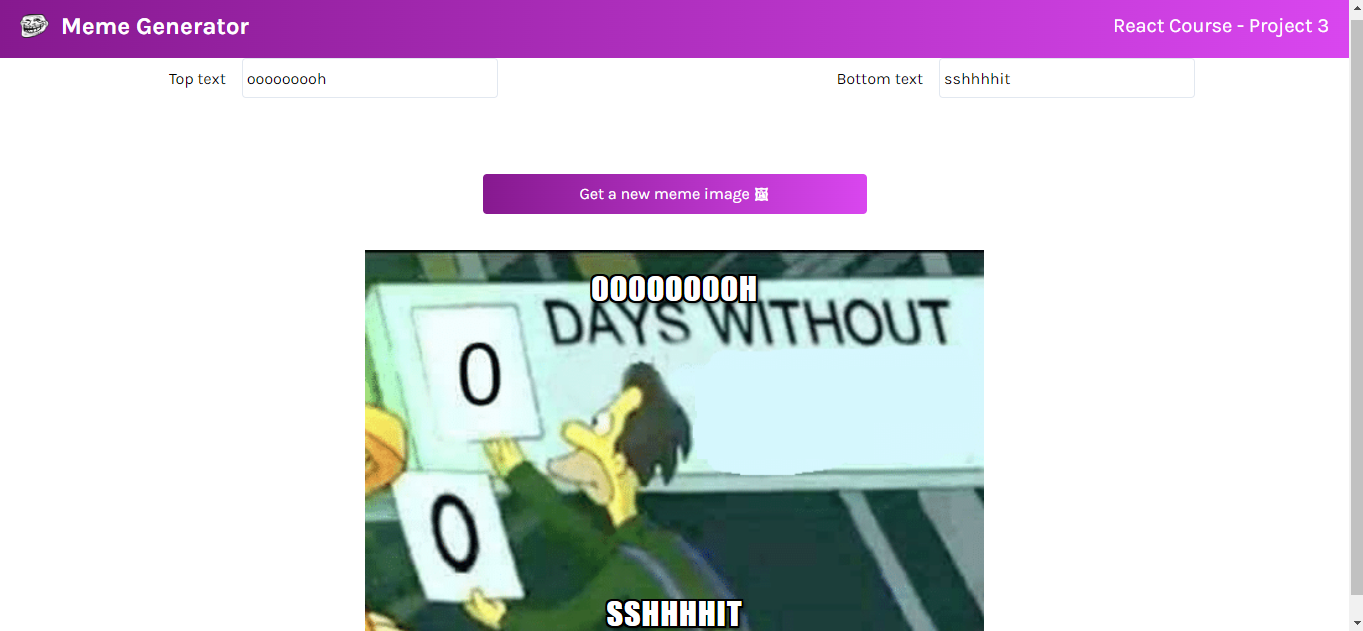 Meme Generator
React Course - Project 3
Top text
ooooooooh
Bottom text
sshhhhit
Get a new meme image 🖼
OOOOOOOOH
DAYS WITHOUT
0
0
SSHHHHIT